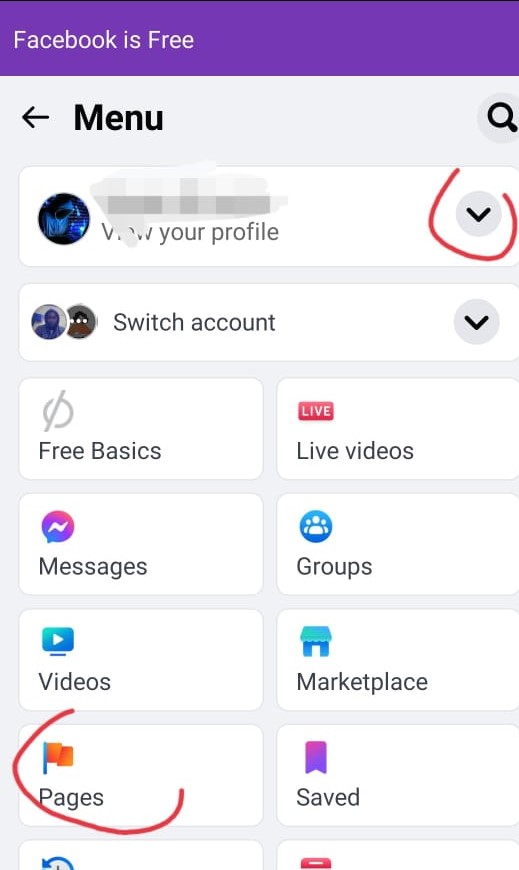 Facebook is Free
Menu
View your profile
Switch account
Free Basics
LIVE
Live videos
Messages
Groups
Videos
Marketplace
Pages
Saved